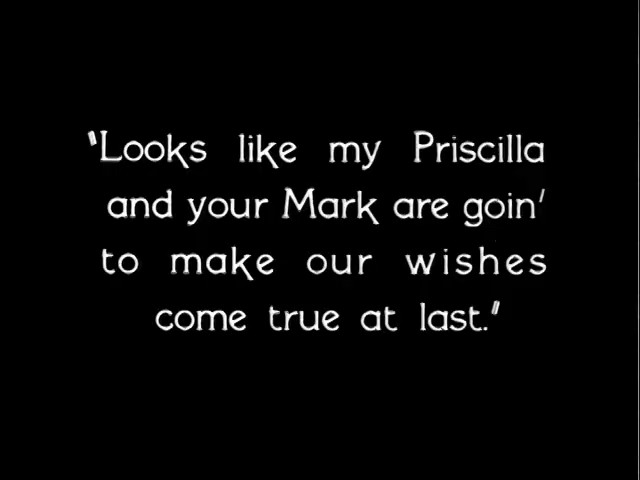 "Looks like my Priscilla
and your Mark are goin'
to make our wishes
come true at last."